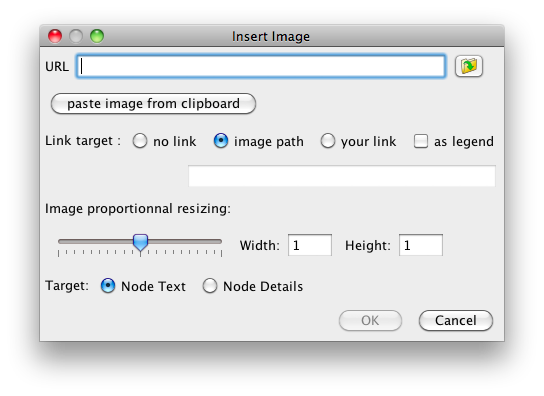 Insert Image
URL
paste image from clipboard
Link target : no link image path your link as legend
Image proportionnal resizing:
Width: 1 Height: 1
Target: Node Text Node Details
OK Cancel